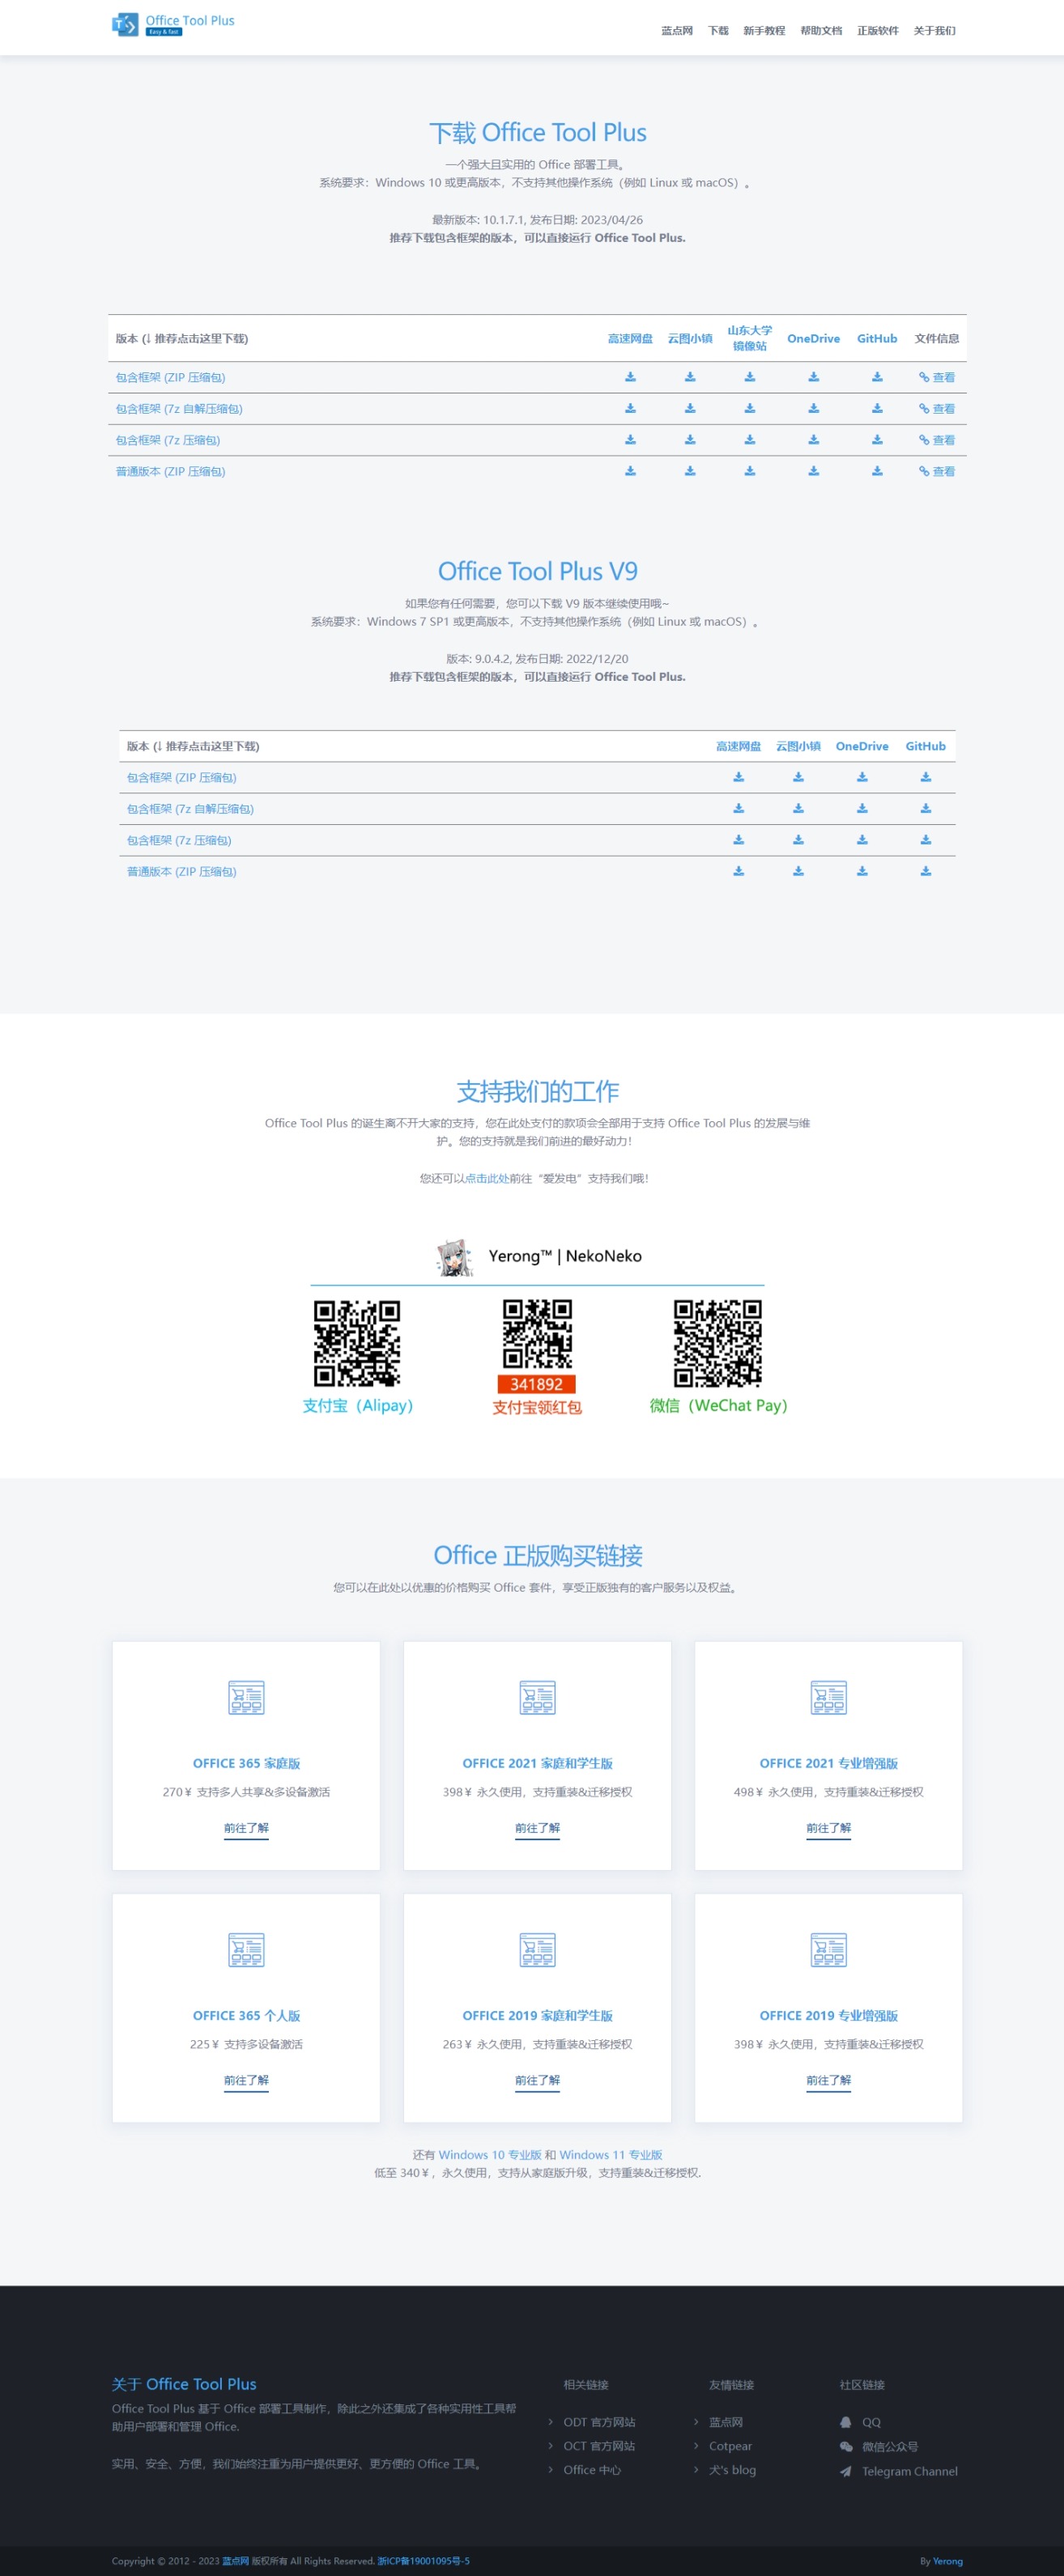 Office Tool Plus
Easy & fast
蓝点网 下载 新手教程 帮助文档 正版软件 关于我们
下载 Office Tool Plus
一个强大且实用的 Office 部署工具。
系统要求：Windows 10 或更高版本，不支持其他操作系统（例如 Linux 或 macOS）。
最新版本: 10.1.7.1, 发布日期: 2023/04/26
推荐下载包含框架的版本，可以直接运行 Office Tool Plus.
版本 (↓ 推荐点击这里下载) 高速网盘 云图小镇 山东大学 OneDrive GitHub 文件信息
镜像站
包含框架 (ZIP 压缩包) 查看
包含框架 (7z 自解压缩包) 查看
包含框架 (7z 压缩包) 查看
普通版本 (ZIP 压缩包) 查看
Office Tool Plus V9
如果您有任何需要，您可以下载 V9 版本继续使用哦~
系统要求：Windows 7 SP1 或更高版本，不支持其他操作系统（例如 Linux 或 macOS）。
版本: 9.0.4.2, 发布日期: 2022/12/20
推荐下载包含框架的版本，可以直接运行 Office Tool Plus.
版本 (↓ 推荐点击这里下载) 高速网盘 云图小镇 OneDrive GitHub
包含框架 (ZIP 压缩包)
包含框架 (7z 自解压缩包)
包含框架 (7z 压缩包)
普通版本 (ZIP 压缩包)
支持我们的工作
Office Tool Plus 的诞生离不开大家的支持，您在此处支付的款项会全部用于支持 Office Tool Plus 的发展与维
护。您的支持就是我们前进的最好动力！
您还可以点击此处前往“爱发电”支持我们哦！
Yerong™ | NekoNeko
341892
支付宝（Alipay） 支付宝领红包 微信（WeChat Pay）
Office 正版购买链接
您可以在此处以优惠的价格购买 Office 套件，享受正版独有的客户服务以及权益。
OFFICE 365 家庭版 OFFICE 2021 家庭和学生版 OFFICE 2021 专业增强版
270￥ 支持多人共享&多设备激活 398￥ 永久使用，支持重装&迁移授权 498￥ 永久使用，支持重装&迁移授权
前往了解 前往了解 前往了解
OFFICE 365 个人版 OFFICE 2019 家庭和学生版 OFFICE 2019 专业增强版
225￥ 支持多设备激活 263￥ 永久使用，支持重装&迁移授权 398￥ 永久使用，支持重装&迁移授权
前往了解 前往了解 前往了解
还有 Windows 10 专业版 和 Windows 11 专业版
低至 340￥，永久使用，支持从家庭版升级，支持重装&迁移授权.
关于 Office Tool Plus
Office Tool Plus 基于 Office 部署工具制作，除此之外还集成了各种实用性工具帮
助用户部署和管理 Office.
实用、安全、方便，我们始终注重为用户提供更好、更方便的 Office 工具。
相关链接
ODT 官方网站
OCT 官方网站
Office 中心
友情链接
蓝点网
Cotpear
犬's blog
社区链接
QQ
微信公众号
Telegram Channel
Copyright © 2012 - 2023 蓝点网 版权所有 All Rights Reserved. 浙ICP备19001095号-5
By Yerong